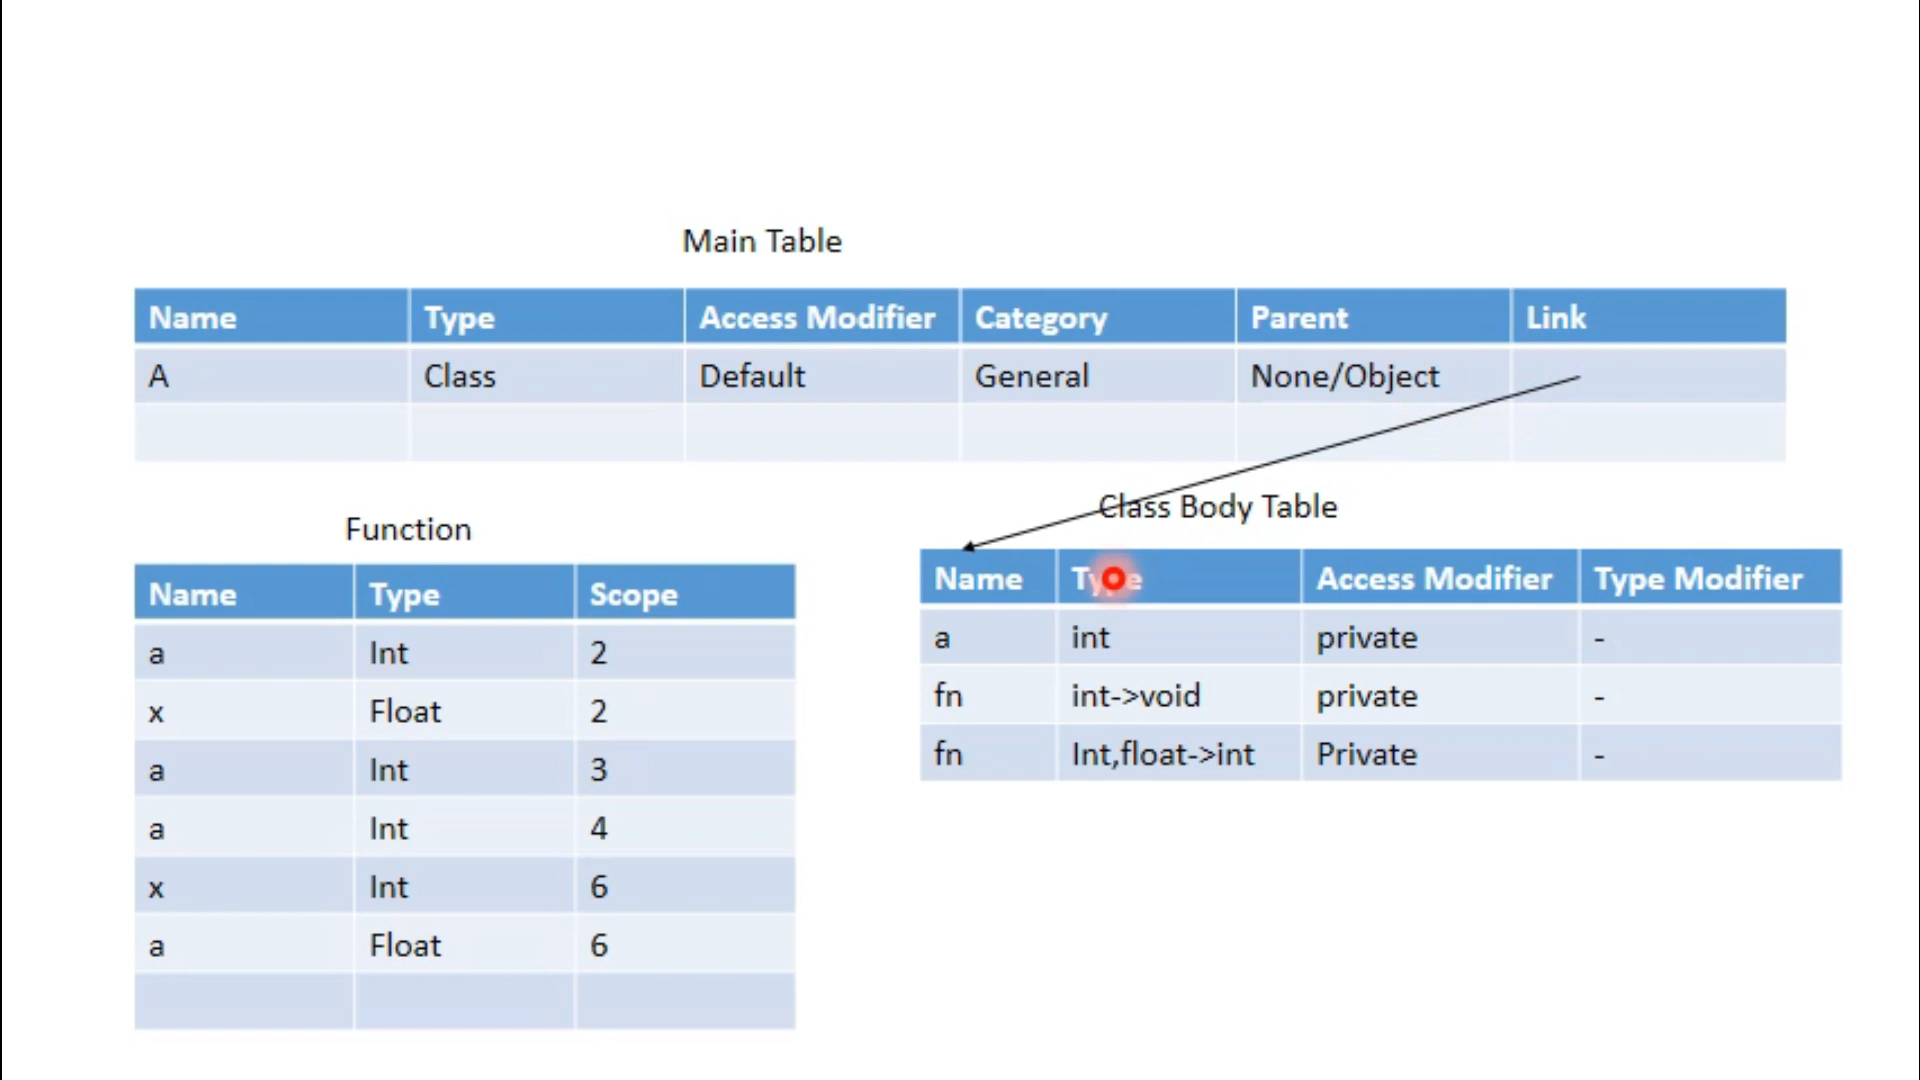 Main Table
Name Type Access Modifier Category Parent Link
A Class Default General None/Object
Function
Name Type Scope
a Int 2
x Float 2
a Int 3
a Int 4
x Int 6
a Float 6
Class Body Table
Name Type Access Modifier Type Modifier
a int private -
fn int->void private -
fn Int,float->int Private -